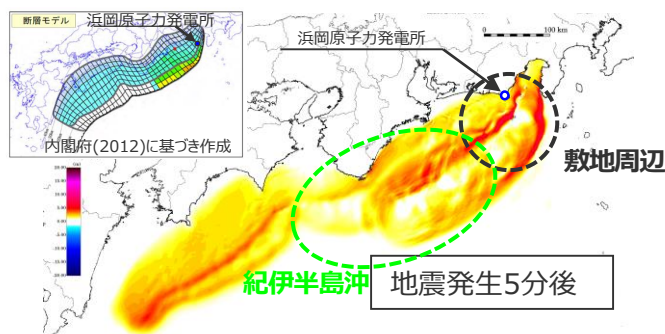 断層モデル
浜岡原子力発電所
内閣府(2012)に基づき作成
浜岡原子力発電所
0
100 km
敷地周辺
紀伊半島沖
地震発生5分後